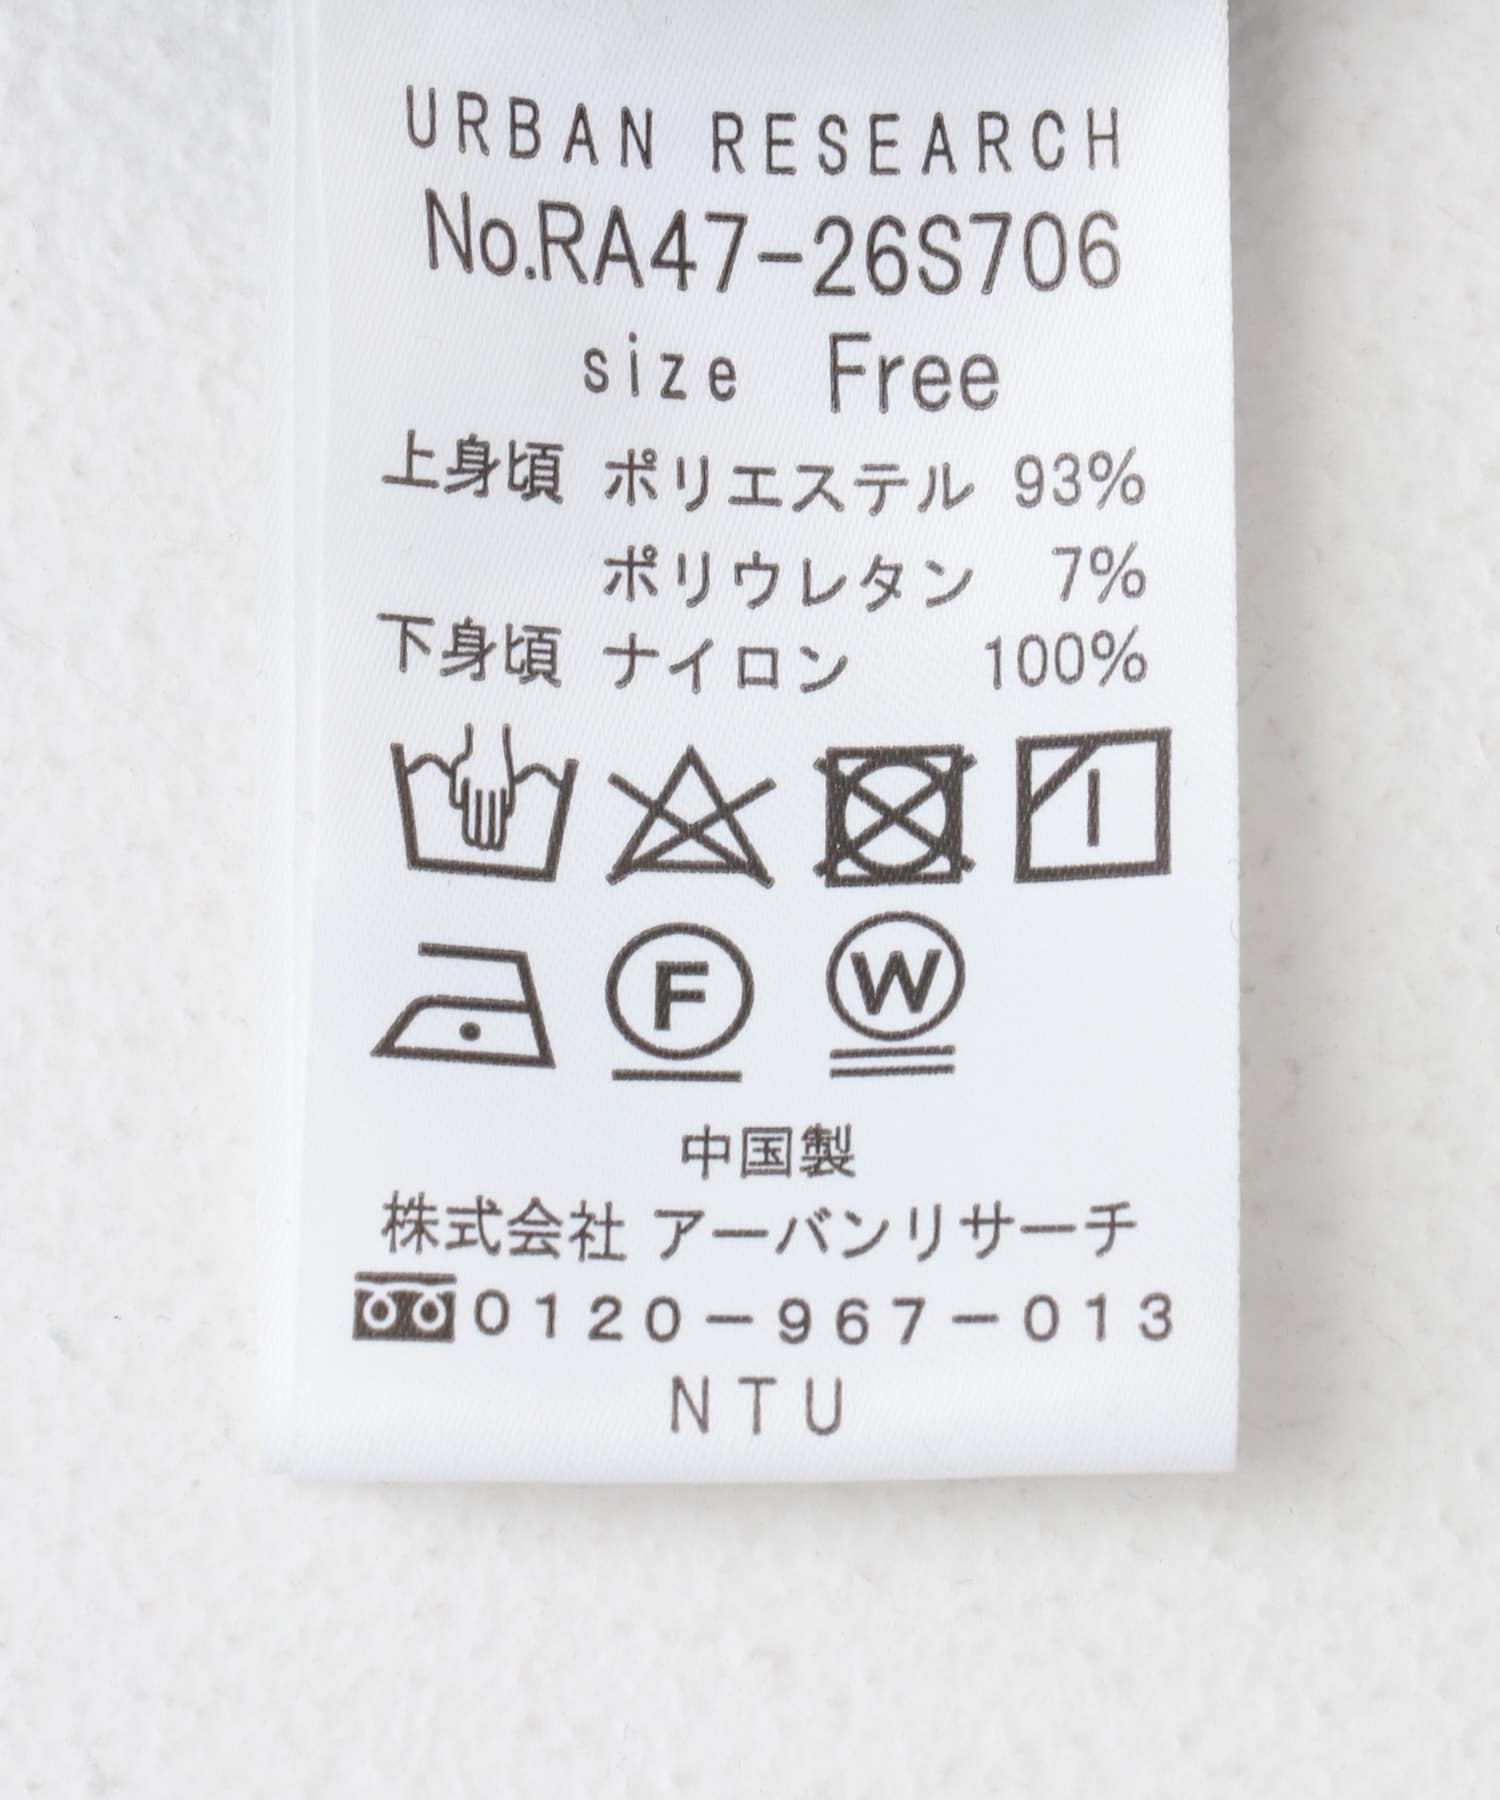 URBAN RESEARCH
No.RA47-26S706
size Free
上身頃 ポリエステル 93%
ポリウレタン 7%
下身頃 ナイロン 100%
F W
中国製
株式会社 アーバンリサーチ
0120-967-013
NTU